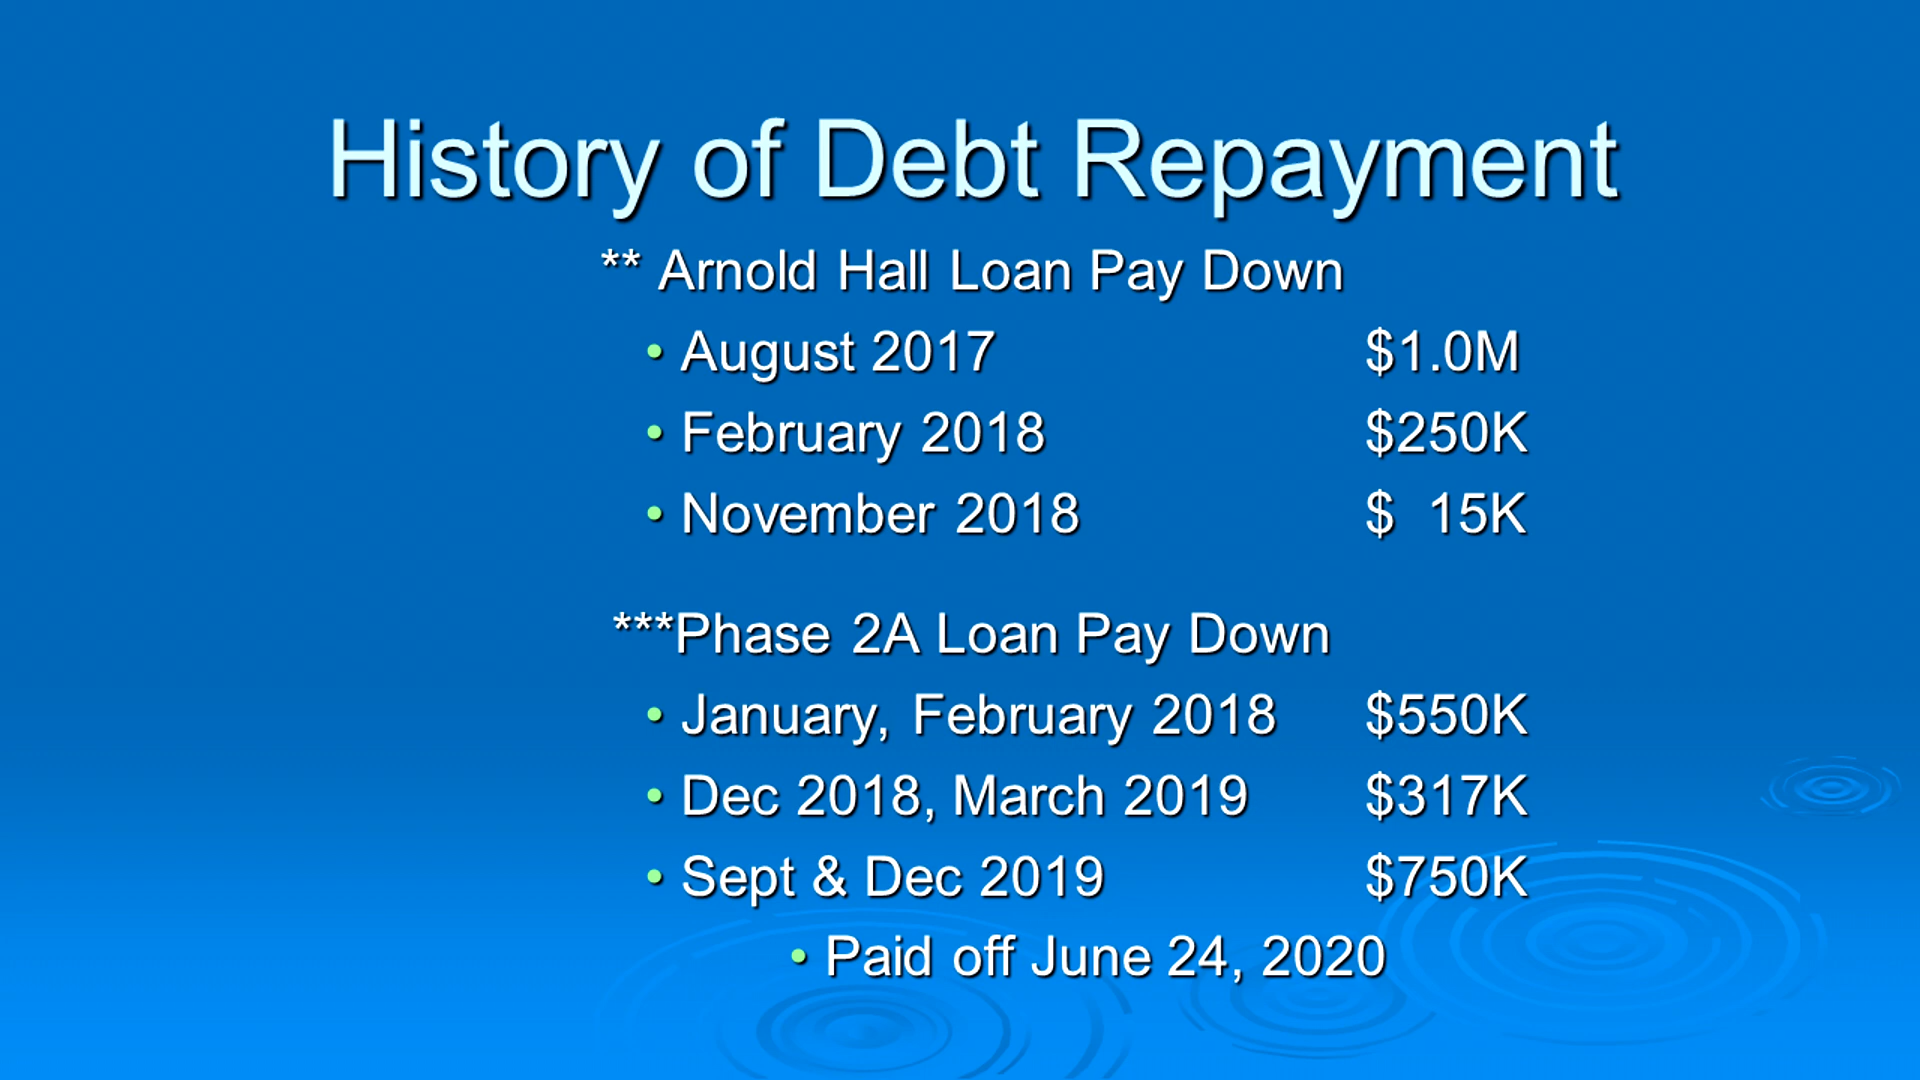 History of Debt Repayment
** Arnold Hall Loan Pay Down
• August 2017 $1.0M
• February 2018 $250K
• November 2018 $ 15K
***Phase 2A Loan Pay Down
• January, February 2018 $550K
• Dec 2018, March 2019 $317K
• Sept & Dec 2019 $750K
• Paid off June 24, 2020